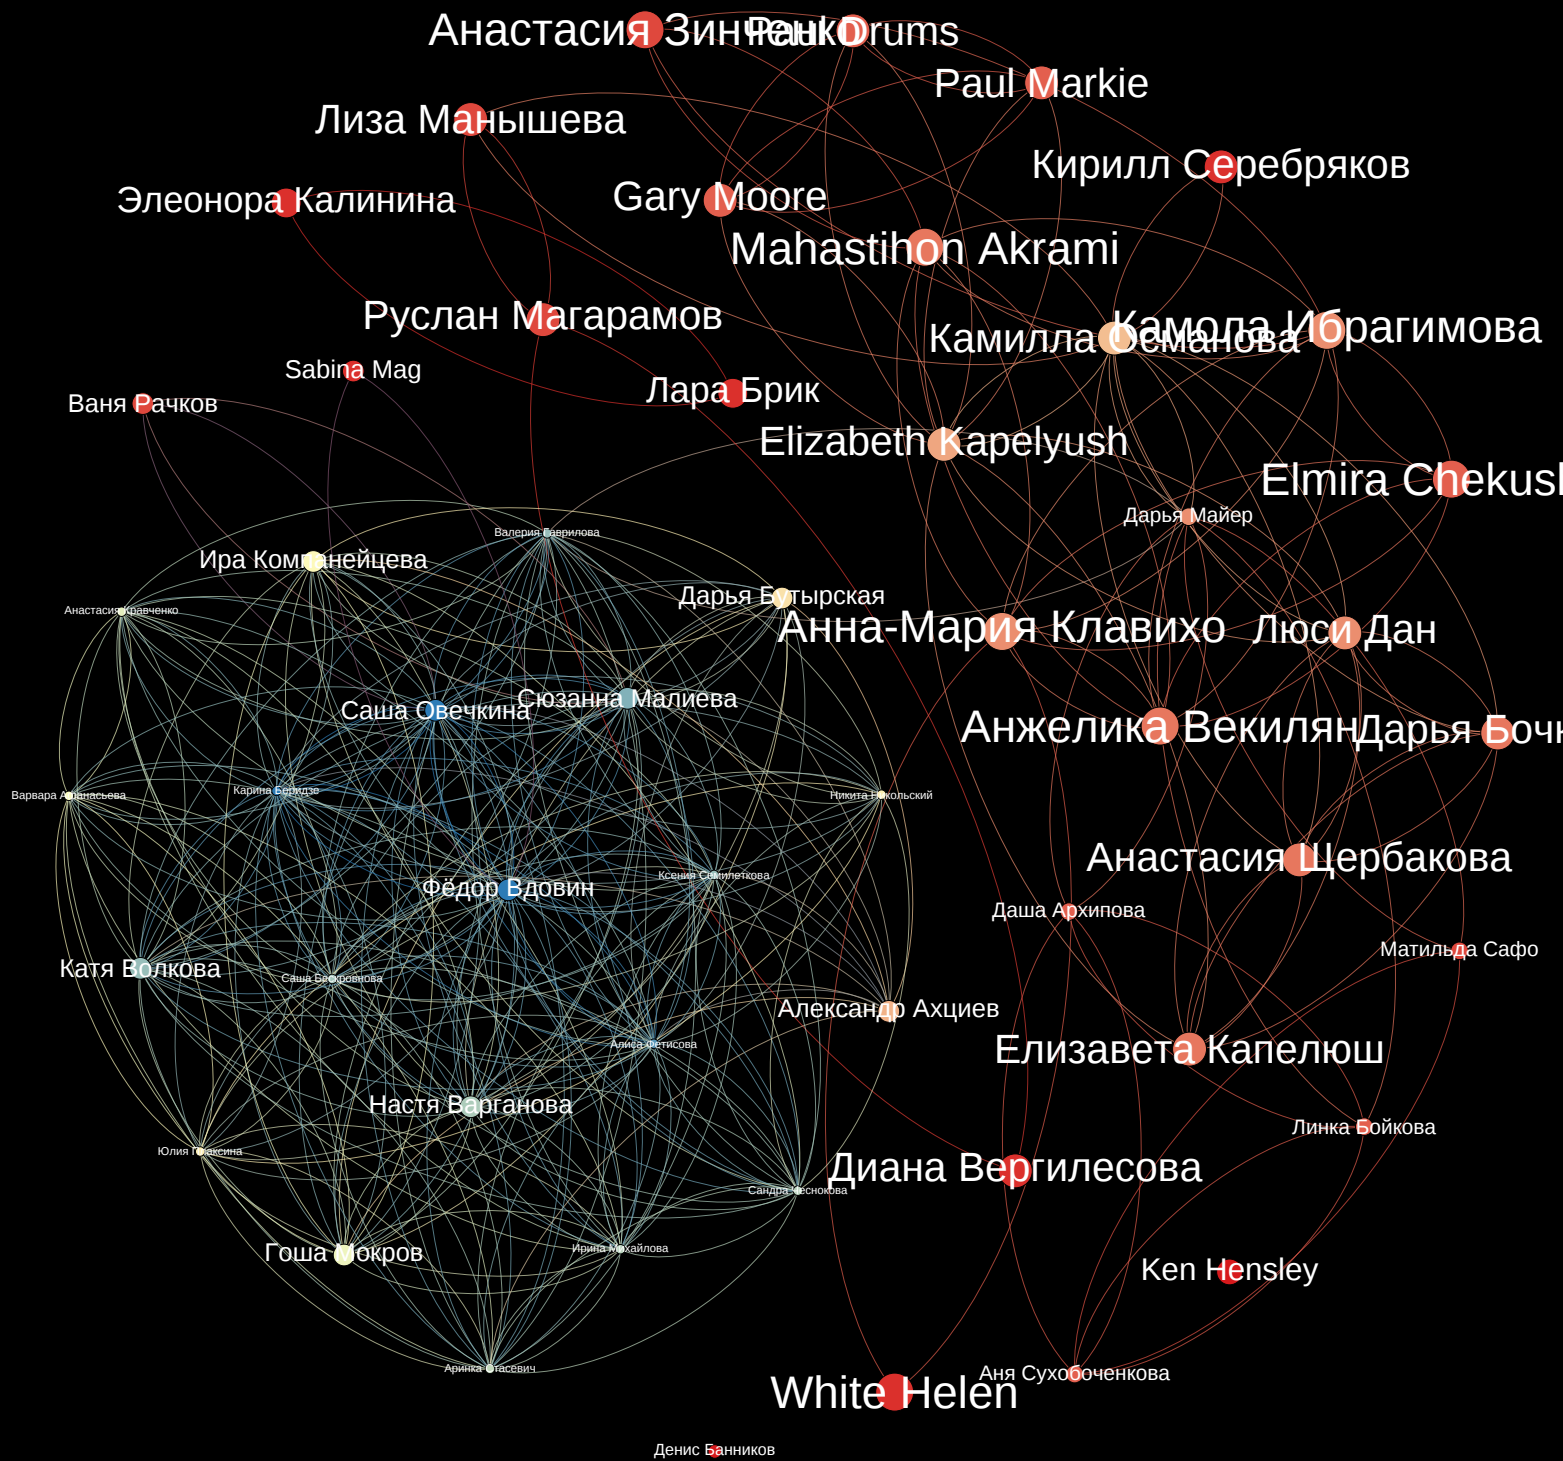 Анастасия Зинченко
Paul Drums
Paul Markie
Лиза Манышева
Кирилл Серебряков
Элеонора Калинина
Gary Moore
Mahastihon Akrami
Руслан Магарамов
Камилла Османова
Камола Ибрагимова
Sabina Mag
Лара Брик
Ваня Рачков
Elizabeth Kapelyush
Elmira Chekush
Дарья Майер
Валерия Гаврилова
Ира Компанейцева
Дарья Бутырская
Анастасия Кравченко
Анна-Мария Клавихо
Люси Дан
Саша Овечкина
Сюзанна Малиева
Анжелика Векилян
Дарья Бочк
Карина Беридзе
Варвара Афанасьева
Никита Никольский
Анастасия Щербакова
Фёдор Вдовин
Ксения Семилеткова
Даша Архипова
Матильда Сафо
Катя Волкова
Саша
Александр Ахциев
Алиса Фетисова
Елизавета Капелюш
Настя Варганова
Линка Бойкова
Юлия
Диана Вергилесова
Сандра Чеснокова
Гоша Мокров
Ирина Михайлова
Ken Hensley
Аринка Стасевич
Аня Сухобоченкова
White Helen
Денис Банников